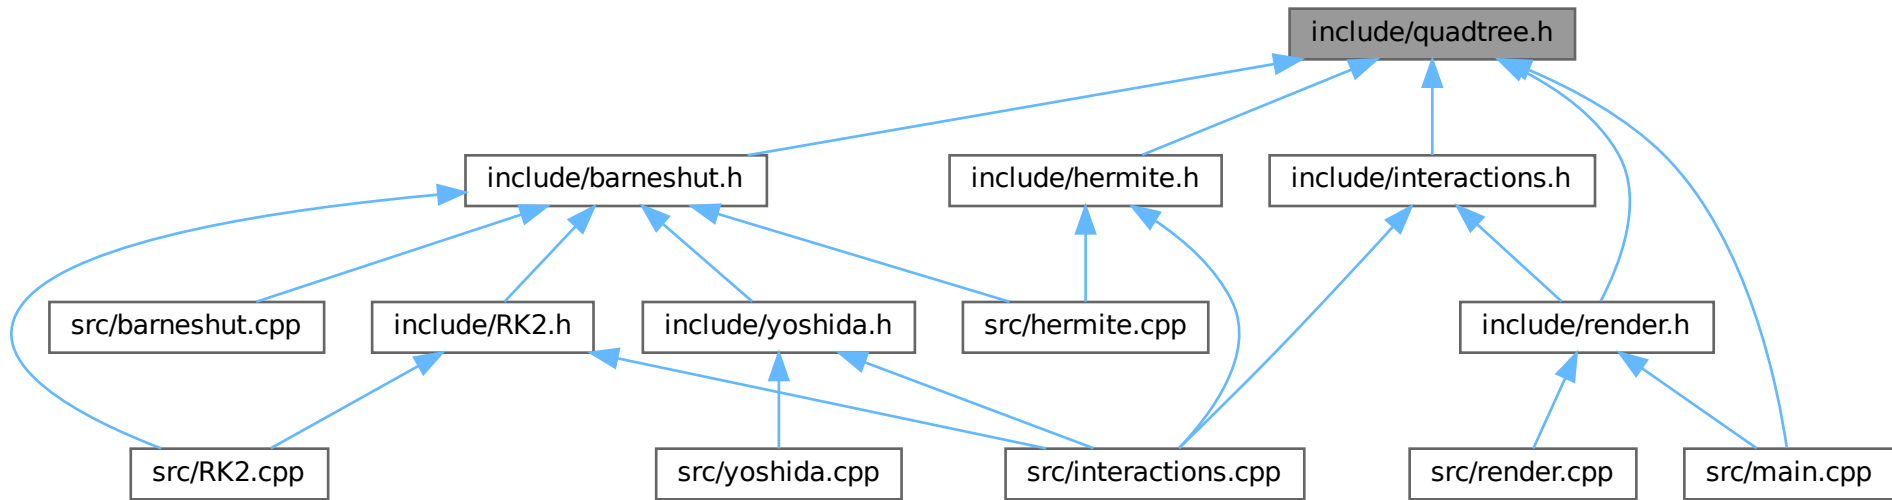 include/quadtree.h
include/barneshut.h
include/hermite.h
include/interactions.h
src/barneshut.cpp
include/RK2.h
include/yoshida.h
src/hermite.cpp
include/render.h
src/RK2.cpp
src/yoshida.cpp
src/interactions.cpp
src/render.cpp
src/main.cpp